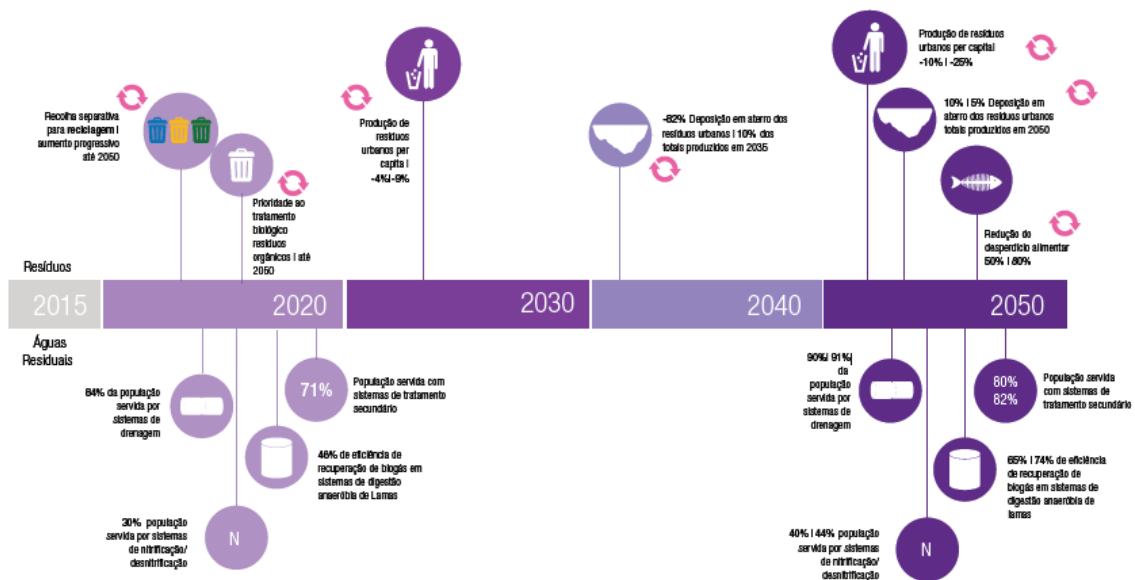 Recolha separativa
para reciclagem |
aumento progressivo
até 2050
Prioridade ao
tratamento
biológico
resíduos
orgânicos | até
2050
Produção de
resíduos
urbanos per
capita |
-4%|-9%
-82% Deposição em aterro dos
resíduos urbanos | 10% dos
totais produzidos em 2035
Produção de resíduos
urbanos per capital
-10% | -25%
10% | 5% Deposição em
aterro dos resíduos urbanos
totais produzidos em 2050
Redução do
desperdício alimentar
50% | 80%
Resíduos
2015
2020
2030
2040
2050
Águas
Residuais
84% da população
servida por
sistemas de
drenagem
30% população
servida por sistemas
de nitrificação/
desnitrificação
N
46% de eficiência de
recuperação de biogás em
sistemas de digestão
anaeróbia de Lamas
71%
População servida com
sistemas de tratamento
secundário
90%| 91%|
da
população
servida por
sistemas de
drenagem
40% | 44% população
servida por sistemas
de nitrificação/
desnitrificação
N
65% | 74% de eficiência
de recuperação de
biogás em sistemas de
digestão anaeróbia de
lamas
80%
82%
População servida
com sistemas de
tratamento secundário